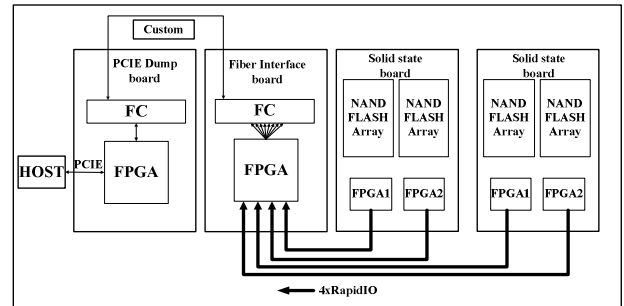 Custom
PCIE Dump
board
FC
FPGA
HOST
PCIE
Fiber Interface
board
FC
FPGA
Solid state
board
NAND
FLASH
Array
NAND
FLASH
Array
FPGA1
FPGA2
Solid state
board
NAND
FLASH
Array
NAND
FLASH
Array
FPGA1
FPGA2
4xRapidIO